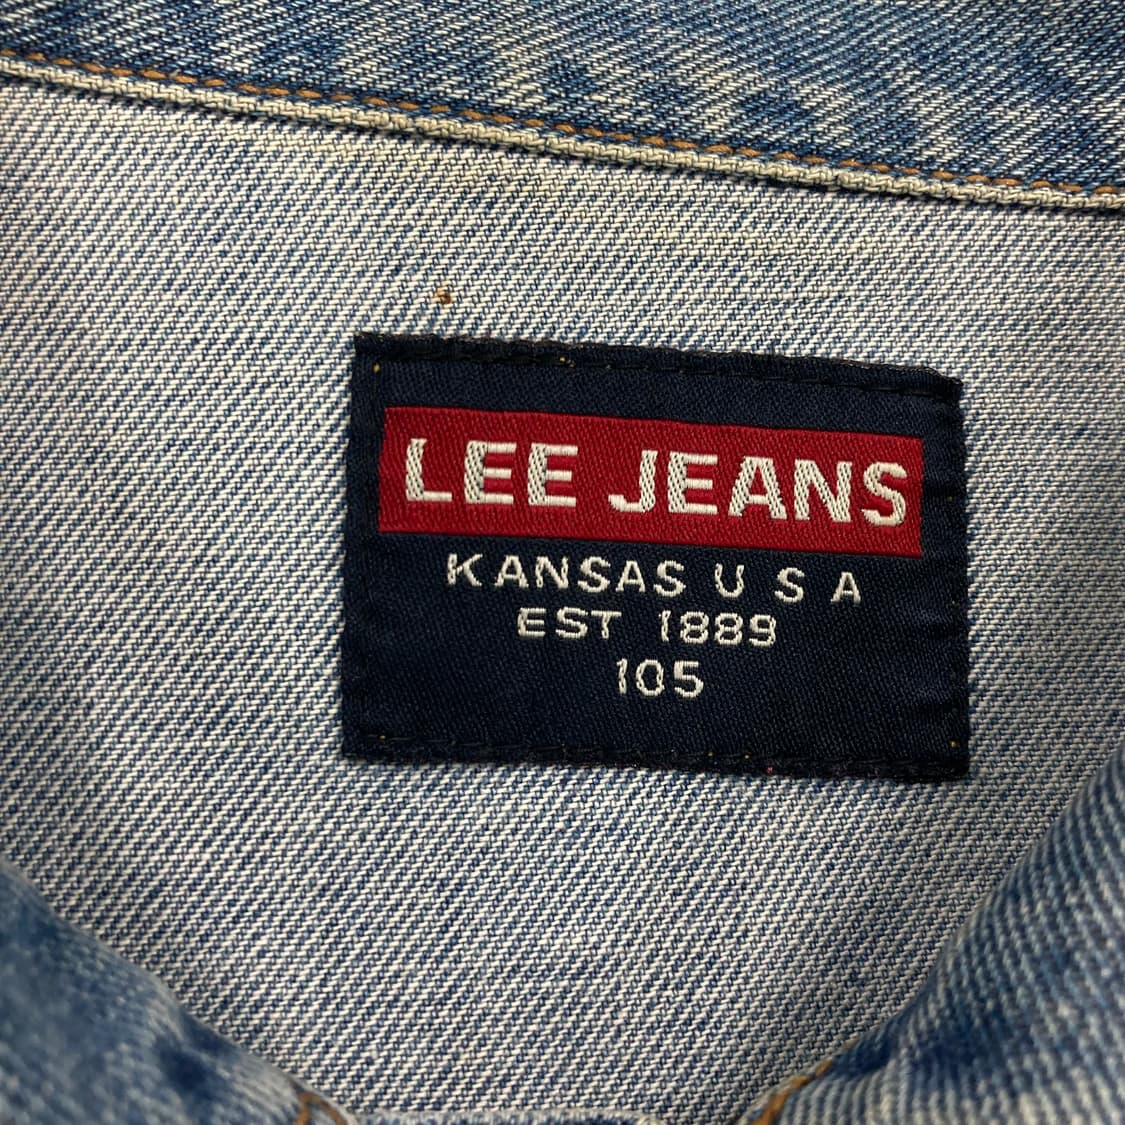 LEE JEANS
KANSAS U S A
EST 1889
105